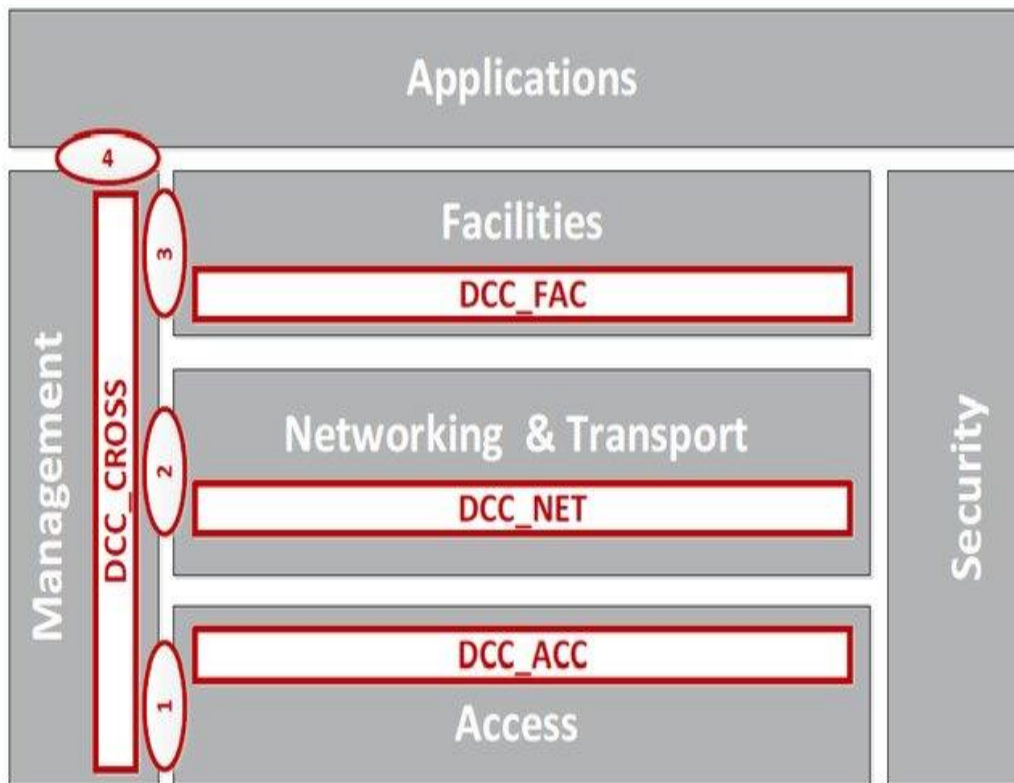 Applications
4
Management
DCC_CROSS
3
Facilities
DCC_FAC
2
Networking & Transport
DCC_NET
1
DCC_ACC
Access
Security